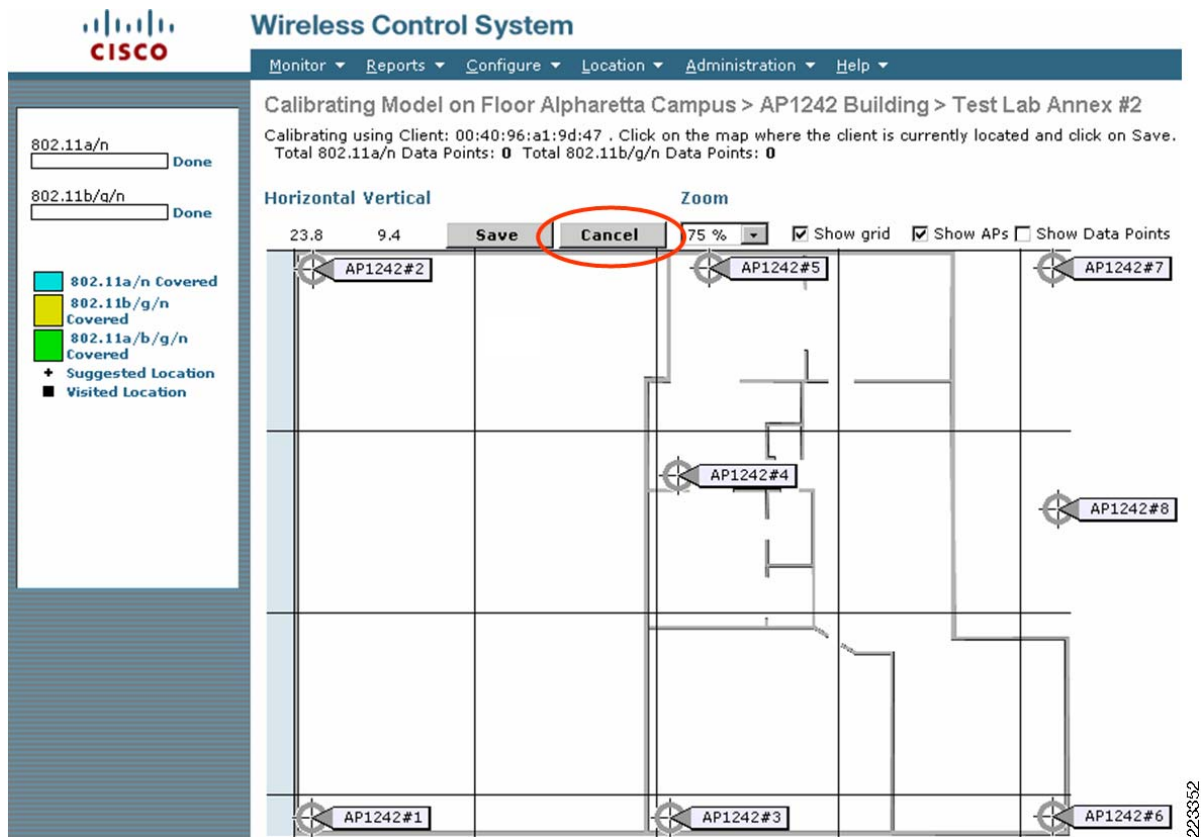 CISCO
Wireless Control System
Monitor Reports Configure Location Administration Help
Calibrating Model on Floor Alpharetta Campus > AP1242 Building > Test Lab Annex #2
Calibrating using Client: 00:40:96:a1:9d:47 . Click on the map where the client is currently located and click on Save.
Total 802.11a/n Data Points: 0 Total 802.11b/g/n Data Points: 0
802.11a/n
Done
802.11b/g/n
Done
802.11a/n Covered
802.11b/g/n
Covered
802.11a/b/g/n
Covered
Suggested Location
Visited Location
Horizontal Vertical Zoom
23.8 9.4 Save Cancel 75 % Show grid Show APs Show Data Points
AP1242#2 AP1242#5 AP1242#7
AP1242#4
AP1242#8
AP1242#1 AP1242#3 AP1242#6
223352